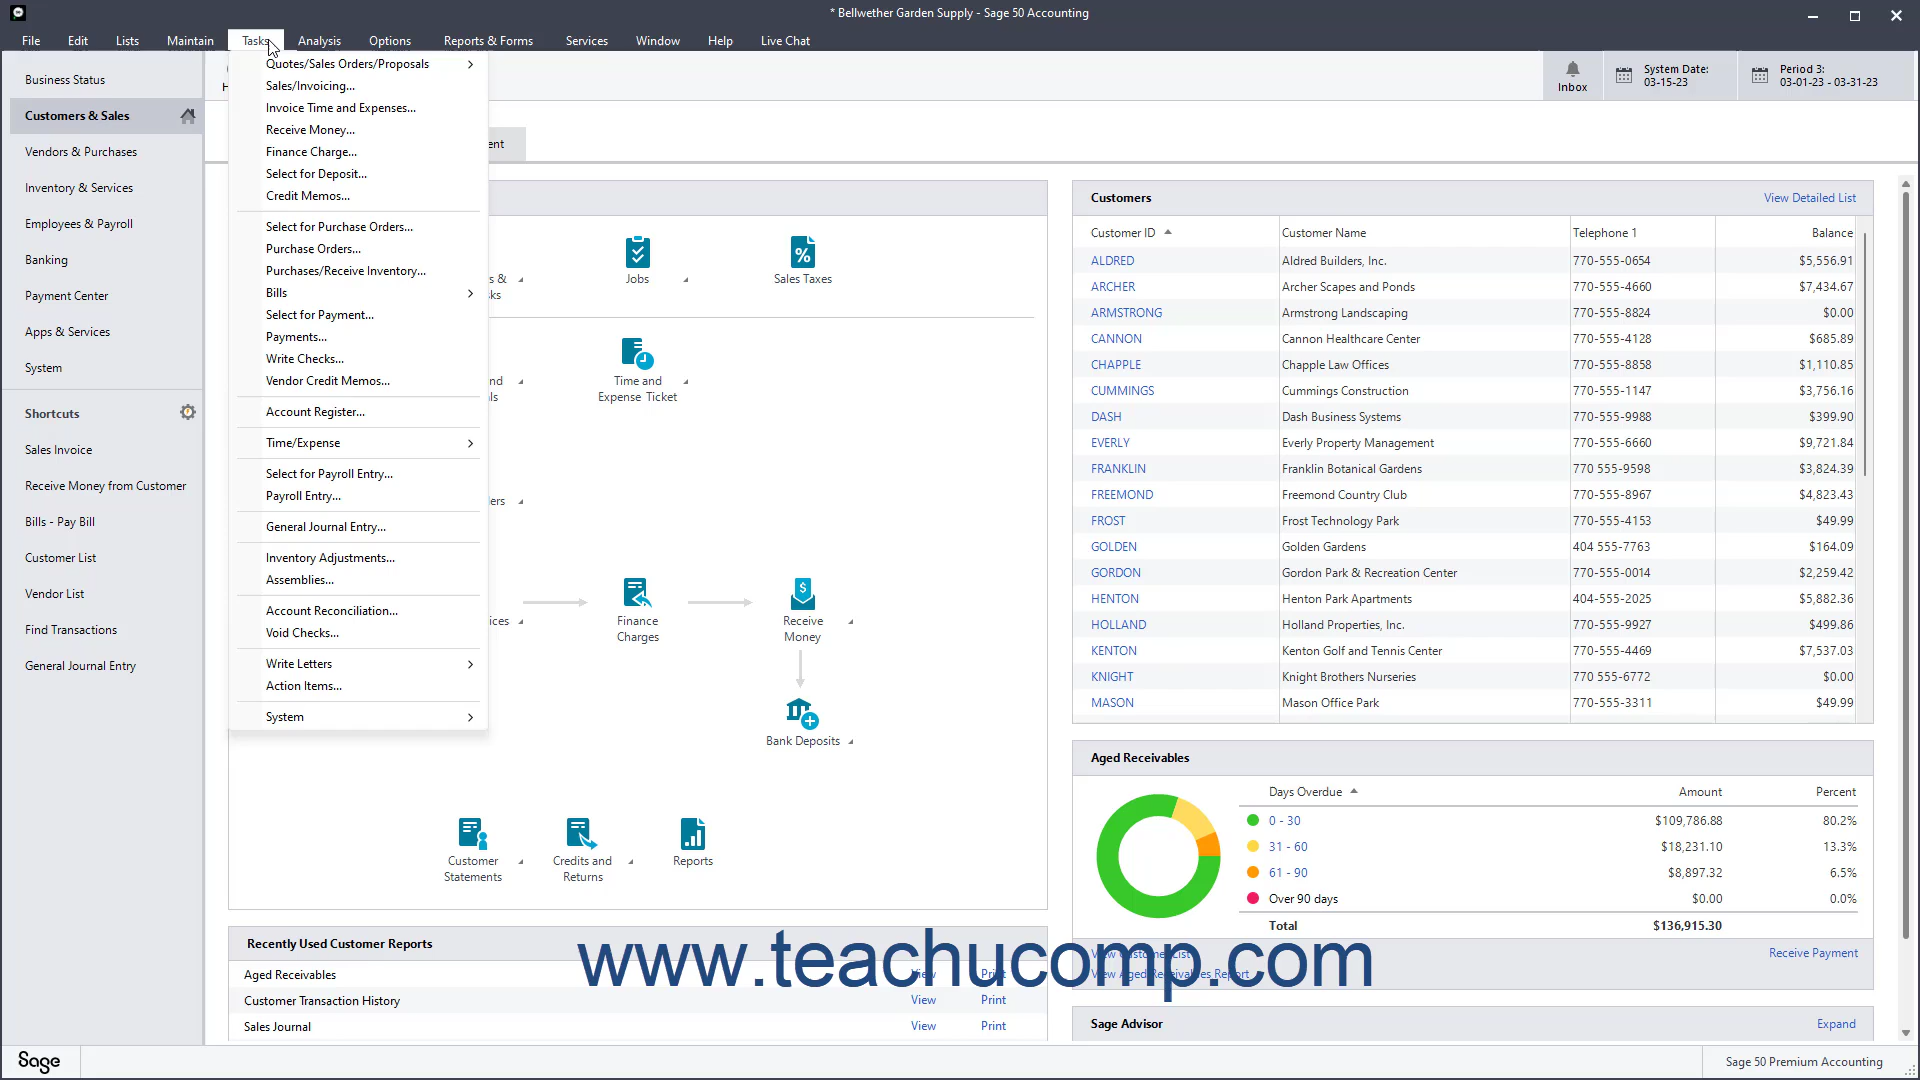 * Bellwether Garden Supply - Sage 50 Accounting
File Edit Lists Maintain Tasks Analysis Options Reports & Forms Services Window Help Live Chat
Business Status
Customers & Sales
Vendors & Purchases
Inventory & Services
Employees & Payroll
Banking
Payment Center
Apps & Services
System
Shortcuts
Sales Invoice
Receive Money from Customer
Bills - Pay Bill
Customer List
Vendor List
Find Transactions
General Journal Entry
Quotes/Sales Orders/Proposals
Sales/Invoicing...
Invoice Time and Expenses...
Receive Money...
Finance Charge...
Select for Deposit...
Credit Memos...
Select for Purchase Orders...
Purchase Orders...
Purchases/Receive Inventory...
Bills
Select for Payment...
Payments...
Write Checks...
Vendor Credit Memos...
Account Register...
Time/Expense
Select for Payroll Entry...
Payroll Entry...
General Journal Entry...
Inventory Adjustments...
Assemblies...
Account Reconciliation...
Void Checks...
Write Letters
Action Items...
System
Inbox
System Date:
03-15-23
Period 3:
03-01-23 - 03-31-23
ent
s &
ks
Jobs
Sales Taxes
nd
ls
Time and
Expense Ticket
ers
ices
Finance
Charges
Receive
Money
Bank Deposits
Customer
Statements
Credits and
Returns
Reports
Recently Used Customer Reports
Aged Receivables View Print
Customer Transaction History View Print
Sales Journal View Print
Customers View Detailed List
Customer ID Customer Name Telephone 1 Balance
ALDRED Aldred Builders, Inc. 770-555-0654 $5,556.91
ARCHER Archer Scapes and Ponds 770-555-4660 $7,434.67
ARMSTRONG Armstrong Landscaping 770-555-8824 $0.00
CANNON Cannon Healthcare Center 770-555-4128 $685.89
CHAPPLE Chapple Law Offices 770-555-8858 $1,110.85
CUMMINGS Cummings Construction 770-555-1147 $3,756.16
DASH Dash Business Systems 770-555-9988 $399.90
EVERLY Everly Property Management 770-555-6660 $9,721.84
FRANKLIN Franklin Botanical Gardens 770 555-9598 $3,824.39
FREEMOND Freemond Country Club 770-555-8967 $4,823.43
FROST Frost Technology Park 770-555-4153 $49.99
GOLDEN Golden Gardens 404 555-7763 $164.09
GORDON Gordon Park & Recreation Center 770-555-0014 $2,259.42
HENTON Henton Park Apartments 404-555-2025 $5,882.36
HOLLAND Holland Properties, Inc. 770-555-9927 $499.86
KENTON Kenton Golf and Tennis Center 770-555-4469 $7,537.03
KNIGHT Knight Brothers Nurseries 770 555-6772 $0.00
MASON Mason Office Park 770-555-3311 $49.99
Aged Receivables
Days Overdue Amount Percent
0 - 30 $109,786.88 80.2%
31 - 60 $18,231.10 13.3%
61 - 90 $8,897.32 6.5%
Over 90 days $0.00 0.0%
Total $136,915.30
View Customer List Receive Payment
View Aged Receivables Report
www.teachucomp.com
Sage Advisor Expand
Sage
Sage 50 Premium Accounting